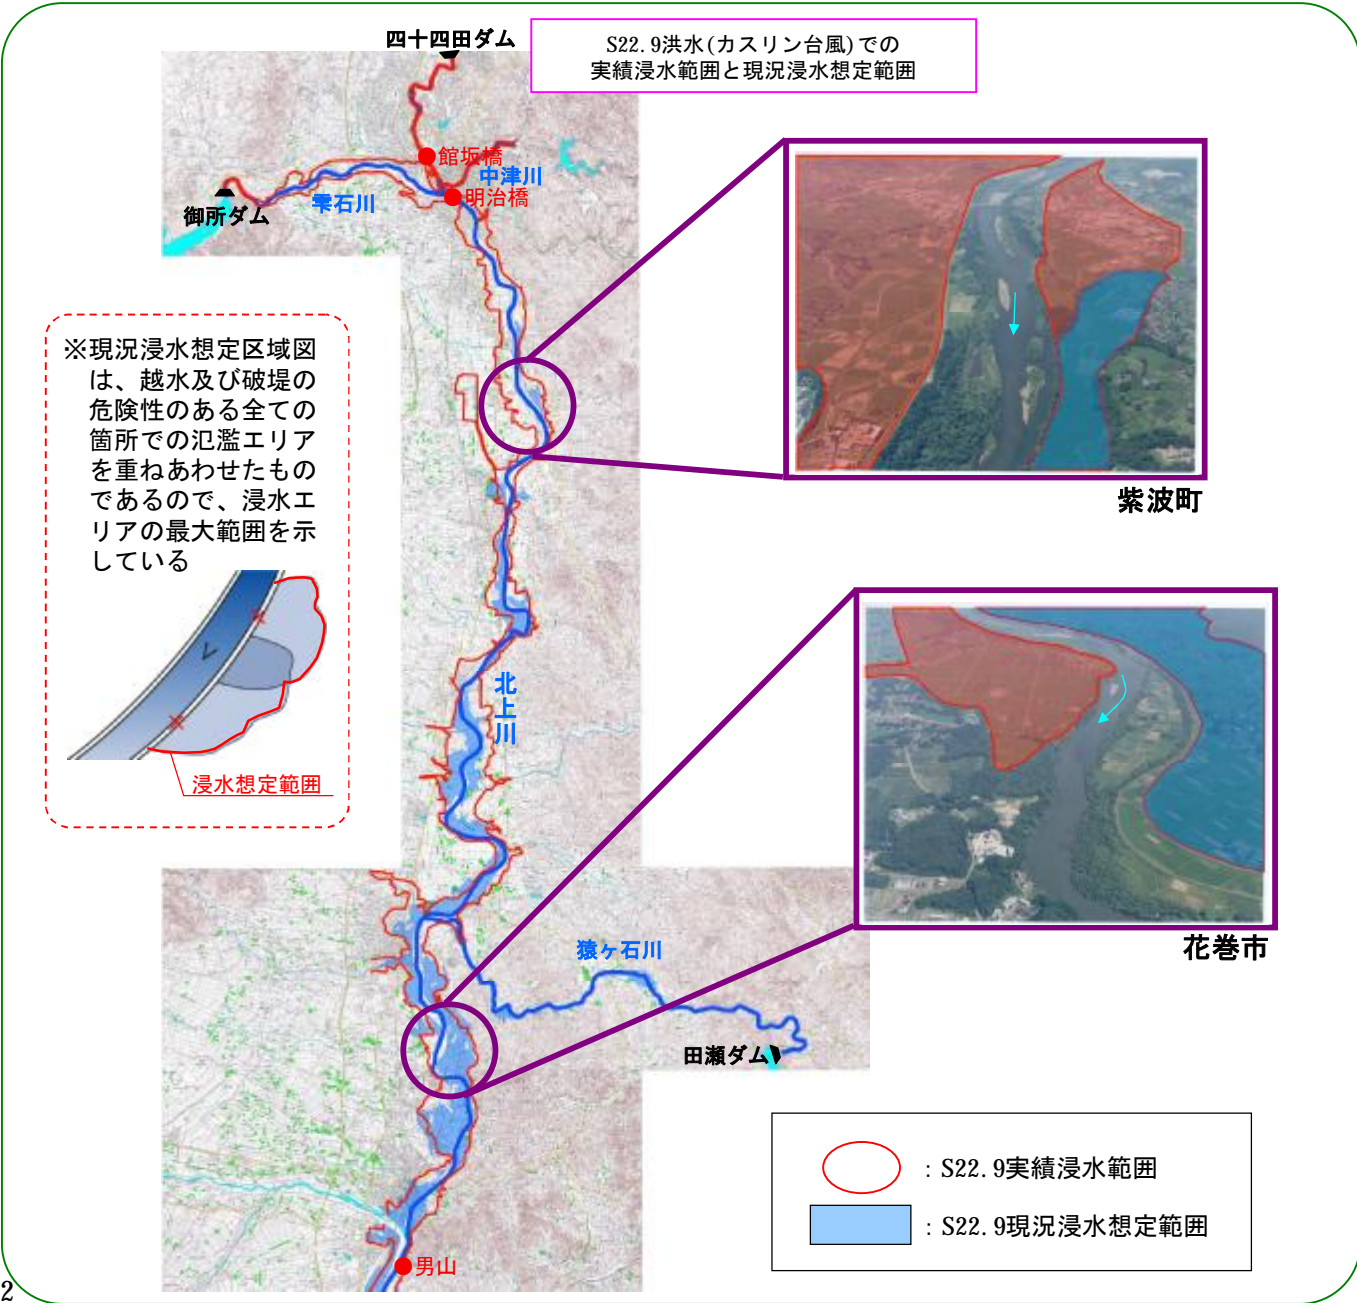 S22.9洪水(カスリン台風)での
実績浸水範囲と現況浸水想定範囲
四十四田ダム
館坂橋
中津川
明治橋
雫石川
御所ダム
※現況浸水想定区域図
は、越水及び破堤の
危険性のある全ての
箇所での氾濫エリア
を重ねあわせたもの
であるので、浸水エ
リアの最大範囲を示
している
浸水想定範囲
紫波町
北上川
花巻市
猿ヶ石川
田瀬ダム
：S22.9実績浸水範囲
：S22.9現況浸水想定範囲
男山
2